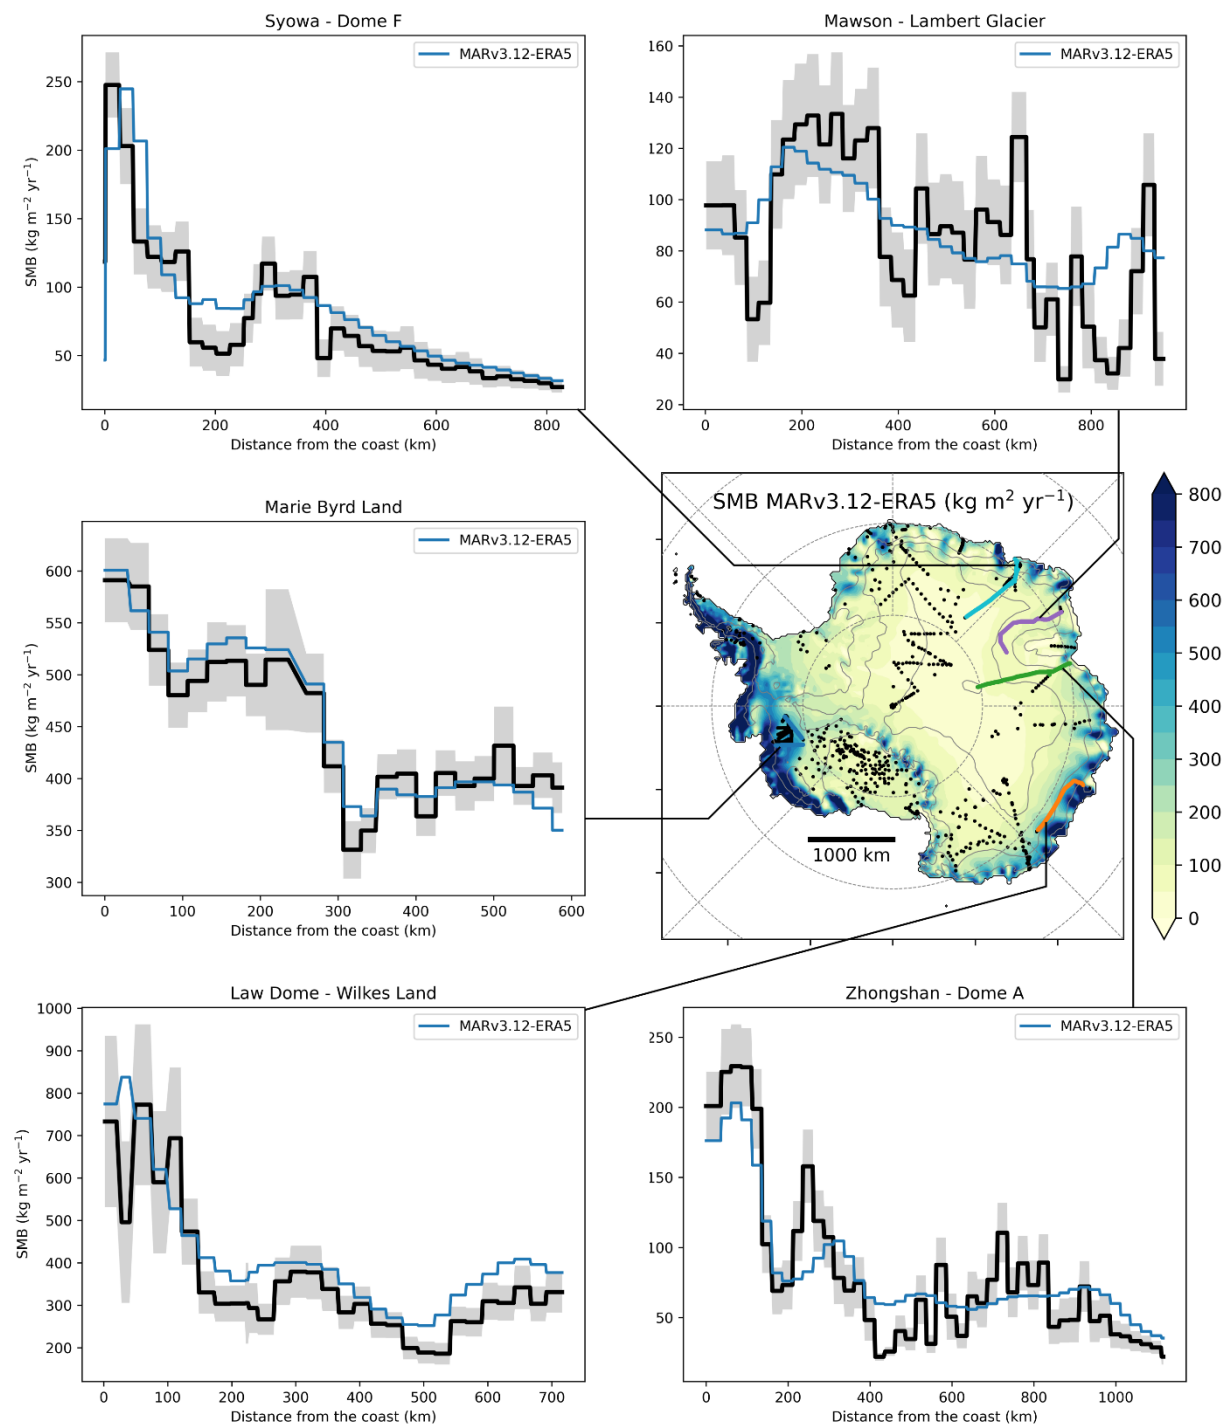 Syowa - Dome F
MARv3.12-ERA5
250
200
150
100
50
SMB (kg m−2 yr−1)
0 200 400 600 800
Distance from the coast (km)
Mawson - Lambert Glacier
MARv3.12-ERA5
160
140
120
100
80
60
40
20
0 200 400 600 800
Distance from the coast (km)
Marie Byrd Land
MARv3.12-ERA5
600
550
500
450
400
350
300
SMB (kg m−2 yr−1)
0 100 200 300 400 500 600
Distance from the coast (km)
SMB MARv3.12-ERA5 (kg m2 yr−1)
1000 km
800
700
600
500
400
300
200
100
0
Law Dome - Wilkes Land
MARv3.12-ERA5
1000
900
800
700
600
500
400
300
200
SMB (kg m−2 yr−1)
0 100 200 300 400 500 600 700
Distance from the coast (km)
Zhongshan - Dome A
MARv3.12-ERA5
250
200
150
100
50
0 200 400 600 800 1000
Distance from the coast (km)